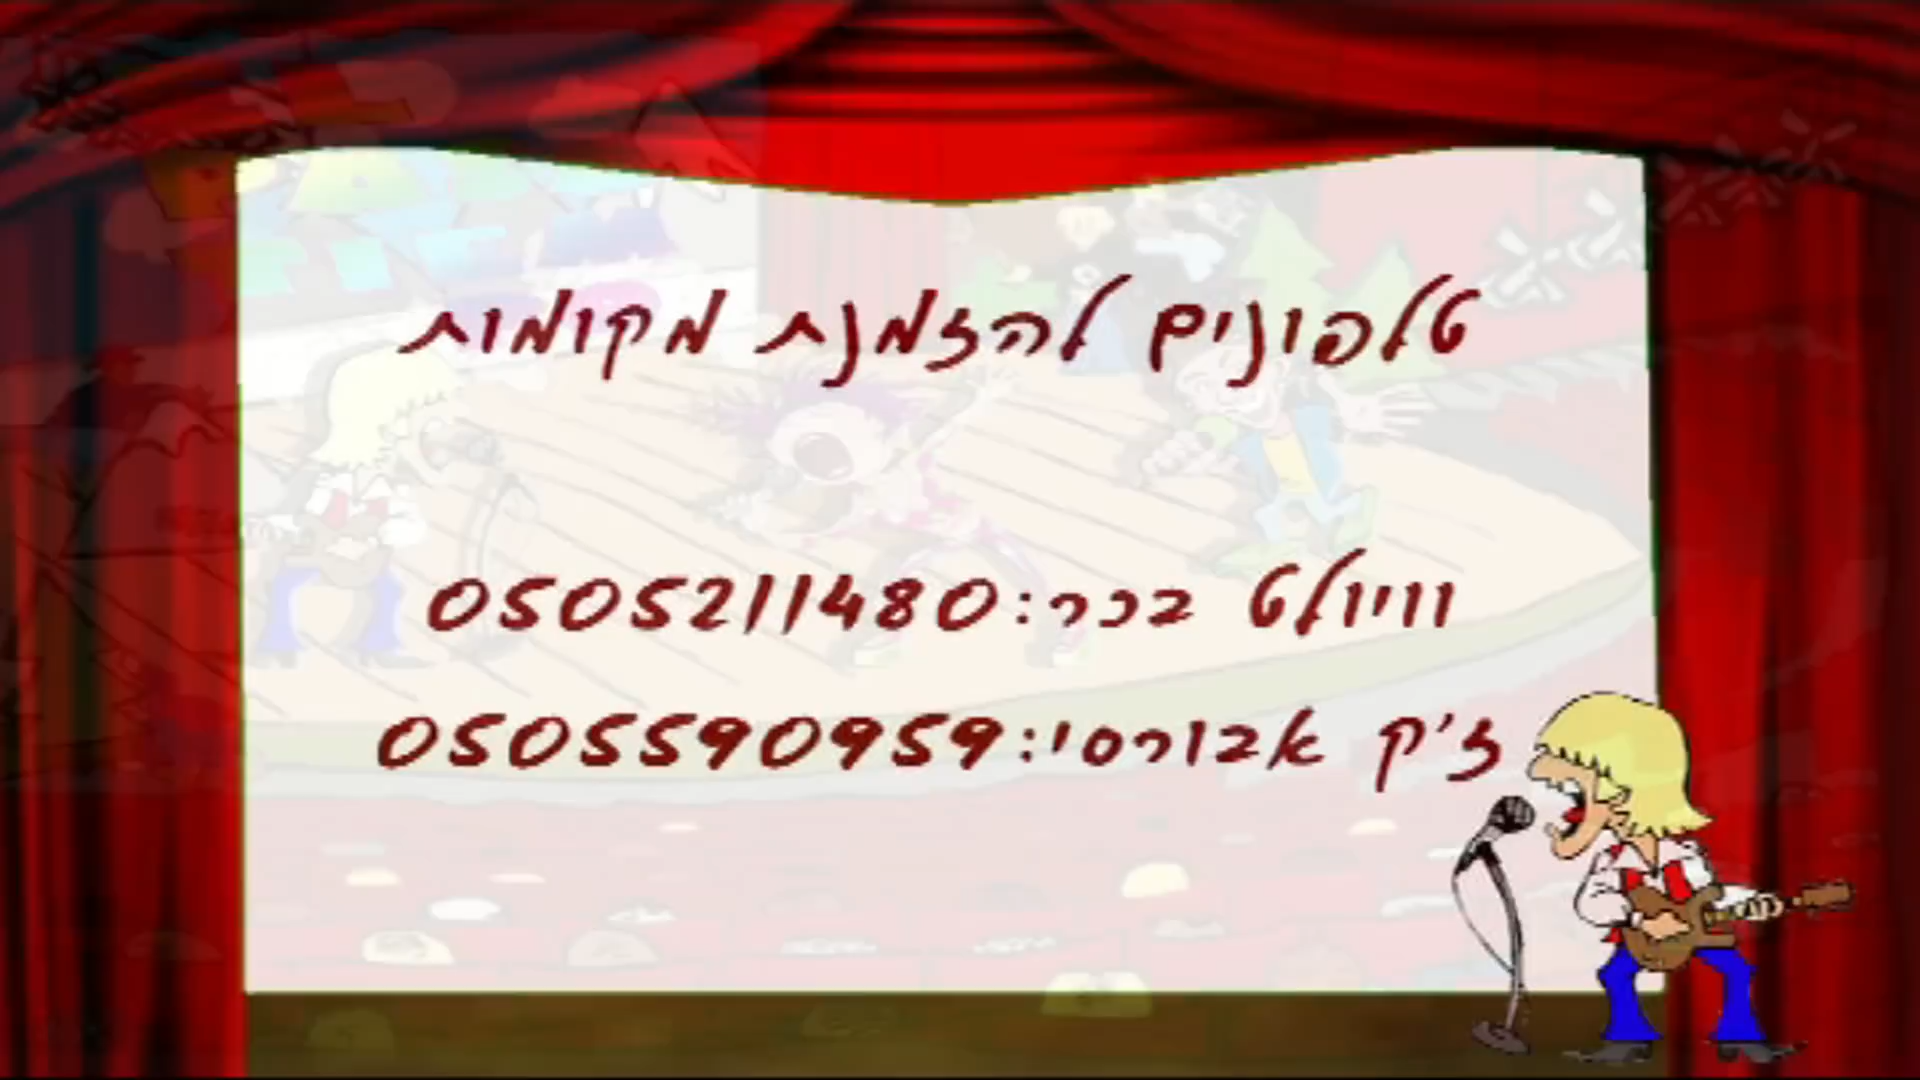 טלפונים להזמנת מקומות
וויולט בכר:0505211480
ז'ק אבורסי:0505590959